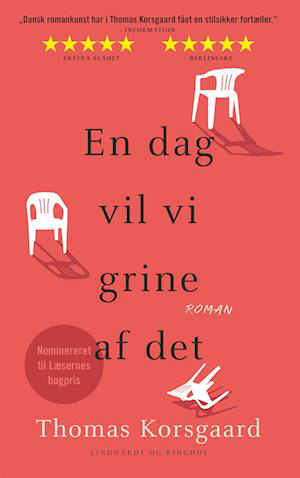 „Dansk romankunst har i Thomas Korsgaard fået en stilsikker fortæller.“
- INFORMATION
- EKSTRA BLADET
- BERLINGSKE
En dag
vil vi
grine
ROMAN
af det
Nomineret
til Læsernes
bogpris
Thomas Korsgaard
LINDHARDT OG RINGHOF